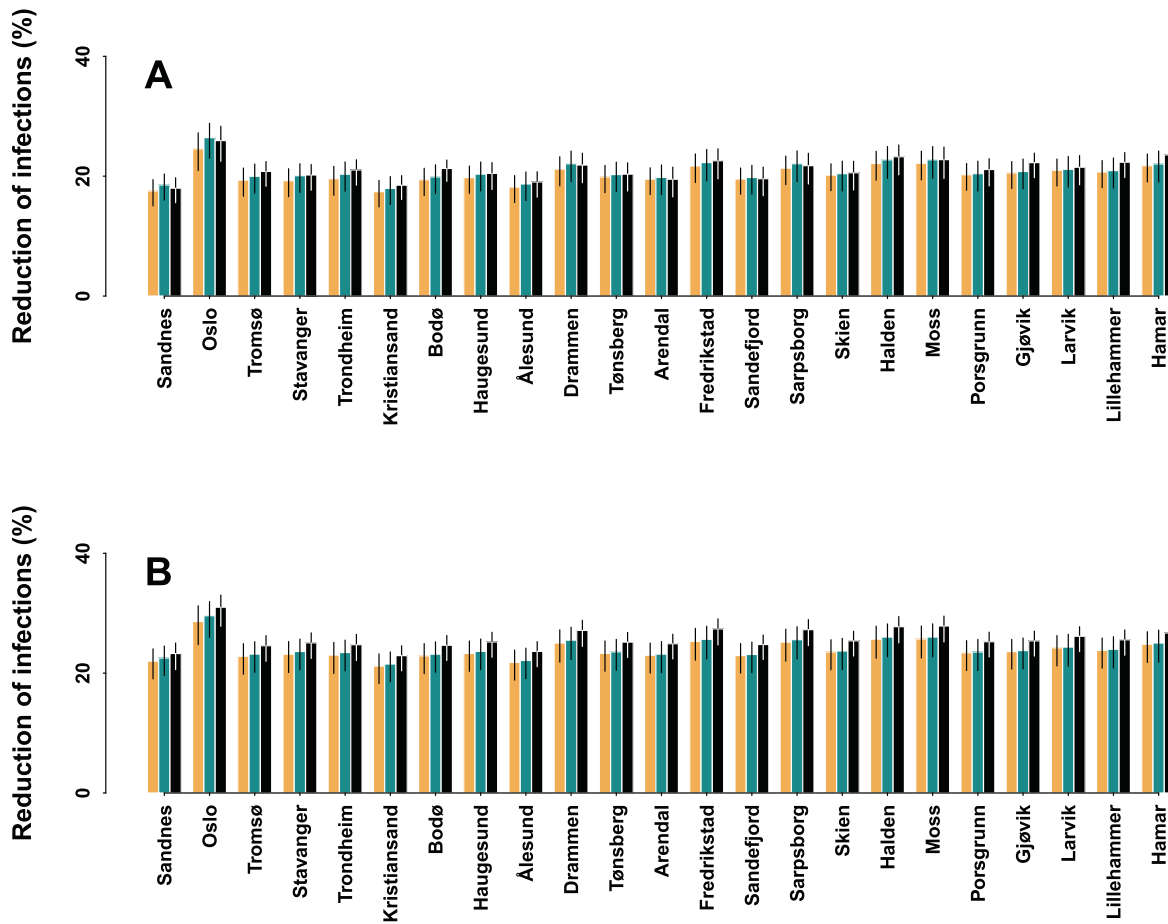 Reduction of infections (%)
40
20
0
A
Sandnes
Oslo
Tromsø
Stavanger
Trondheim
Kristiansand
Bodø
Haugesund
Ålesund
Drammen
Tønsberg
Arendal
Fredrikstad
Sandefjord
Sarpsborg
Skien
Halden
Moss
Porsgrunn
Gjøvik
Larvik
Lillehammer
Hamar
Reduction of infections (%)
40
20
0
B
Sandnes
Oslo
Tromsø
Stavanger
Trondheim
Kristiansand
Bodø
Haugesund
Ålesund
Drammen
Tønsberg
Arendal
Fredrikstad
Sandefjord
Sarpsborg
Skien
Halden
Moss
Porsgrunn
Gjøvik
Larvik
Lillehammer
Hamar